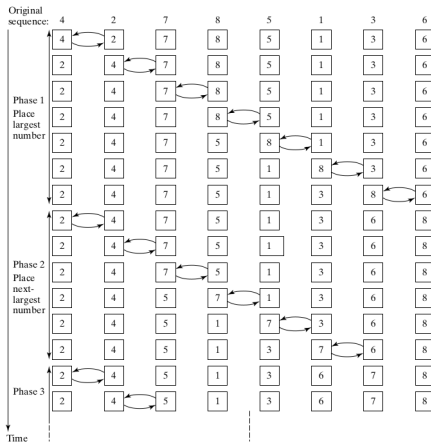 Original
sequence: 4 2 7 8 5 1 3 6
4 2 7 8 5 1 3 6
2 4 7 8 5 1 3 6
Phase 1
2 4 7 8 5 1 3 6
Place
largest
2 4 7 8 5 1 3 6
number
2 4 7 5 8 1 3 6
2 4 7 5 1 8 3 6
2 4 7 5 1 3 8 6
2 4 7 5 1 3 6 8
2 4 7 5 1 3 6 8
Phase 2
2 4 7 5 1 3 6 8
Place
next-
largest
2 4 5 7 1 3 6 8
number
2 4 5 1 7 3 6 8
2 4 5 1 3 7 6 8
2 4 5 1 3 6 7 8
Phase 3
2 4 5 1 3 6 7 8
Time